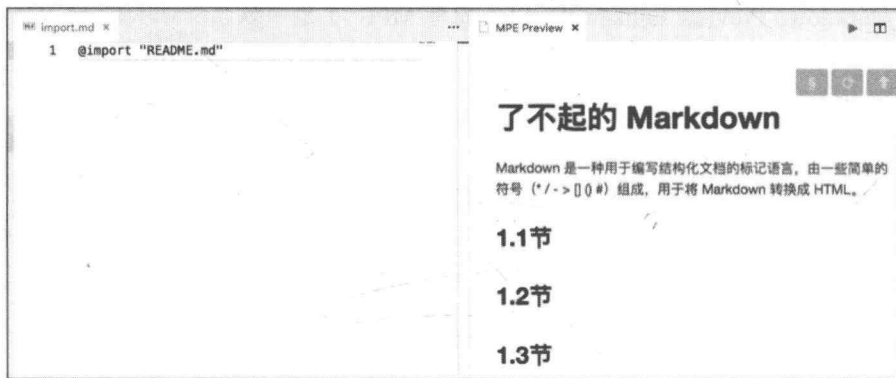 import.md ×
1 @import "README.md"
MPE Preview ×
了不起的 Markdown
Markdown 是一种用于编写结构化文档的标记语言，由一些简单的
符号（* / - > [] () #）组成，用于将 Markdown 转换成 HTML。
1.1节
1.2节
1.3节